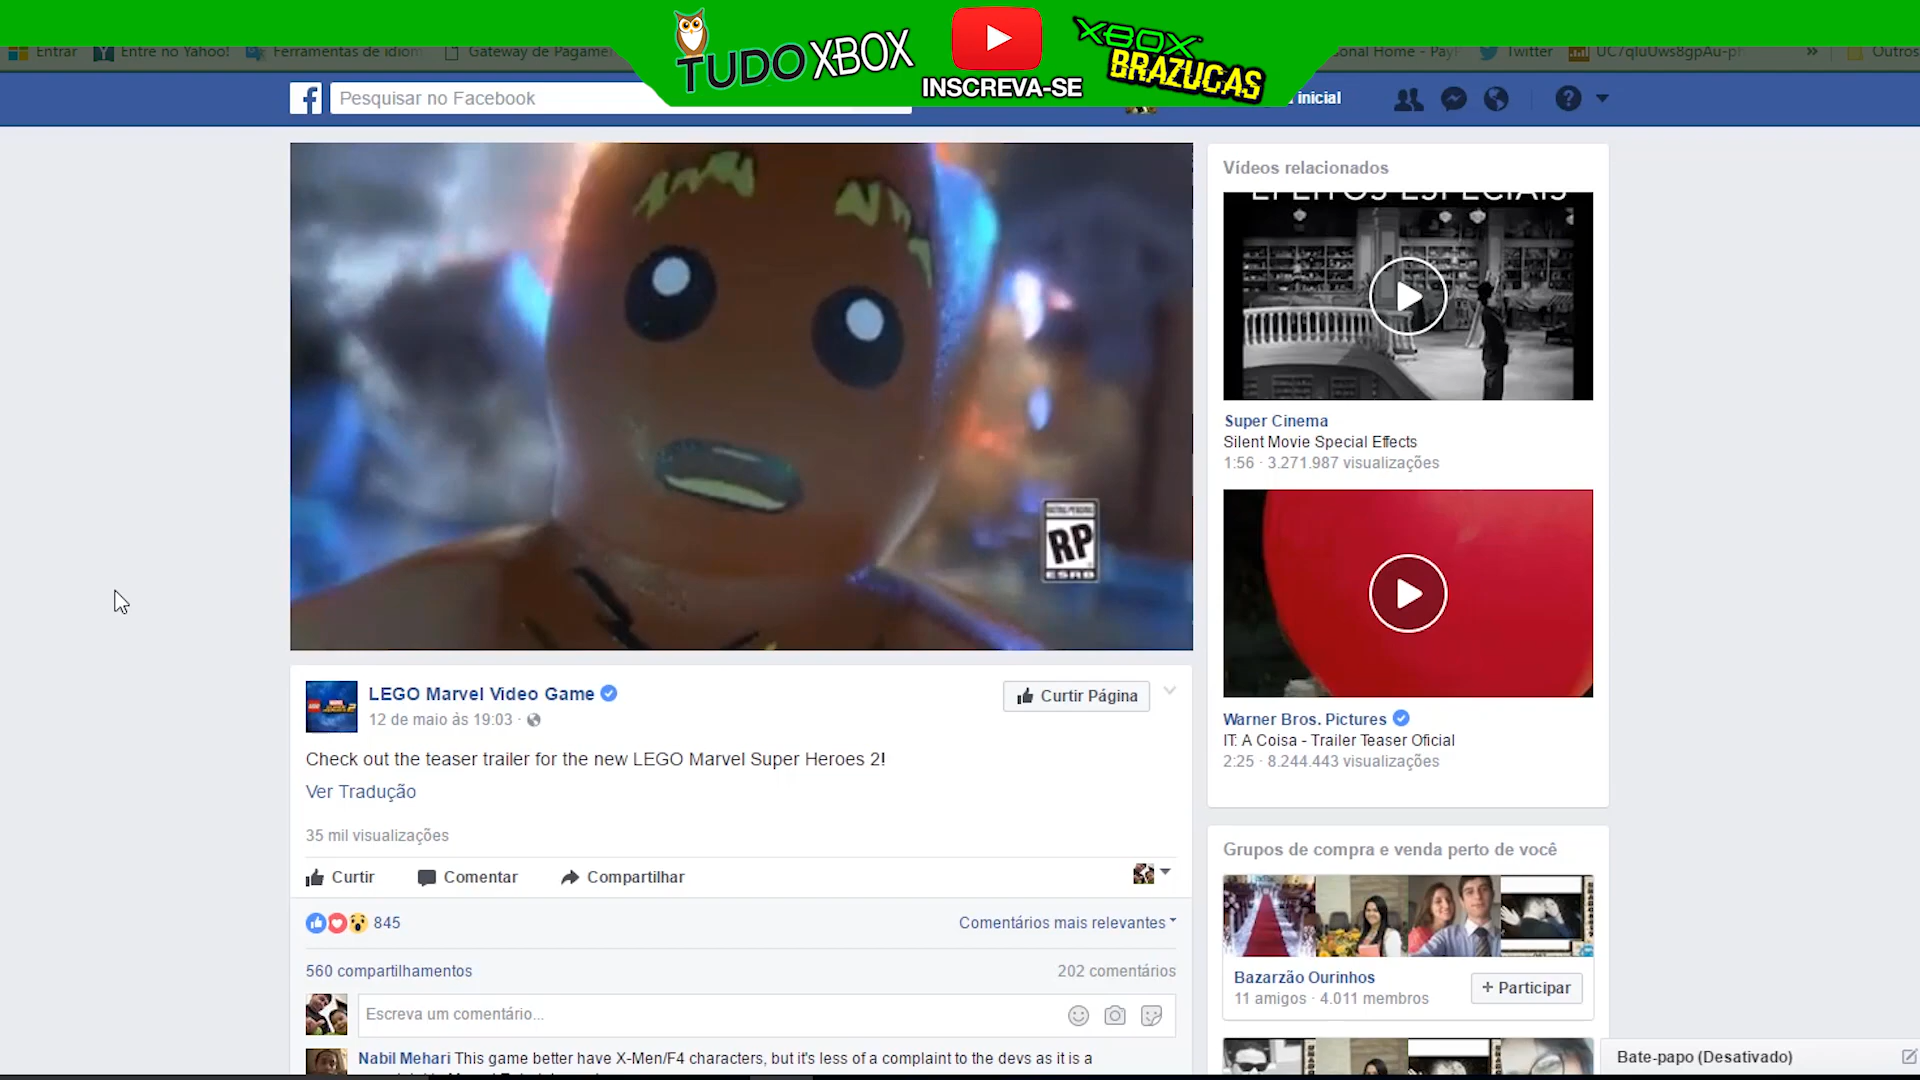 TUDO XBOX
INSCREVA-SE
XBOX
BRAZUCAS
Entrar
Entre no Yahoo!
Ferramentas de idiom
Gateway de Pagame
onal Home - PayP
Twitter
»
Outros
Pesquisar no Facebook
inicial
RP
ESRB
LEGO Marvel Video Game
12 de maio às 19:03 ·
Curtir Página
Check out the teaser trailer for the new LEGO Marvel Super Heroes 2!
Ver Tradução
35 mil visualizações
Curtir
Comentar
Compartilhar
845
Comentários mais relevantes
560 compartilhamentos
202 comentários
Escreva um comentário...
Nabil Mehari This game better have X-Men/F4 characters, but it's less of a complaint to the devs as it is a
Vídeos relacionados
EFEITOS ESPECIAIS
Super Cinema
Silent Movie Special Effects
1:56 · 3.271.987 visualizações
Warner Bros. Pictures
IT: A Coisa - Trailer Teaser Oficial
2:25 · 8.244.443 visualizações
Grupos de compra e venda perto de você
Bazarzão Ourinhos
11 amigos · 4.011 membros
+ Participar
Bate-papo (Desativado)